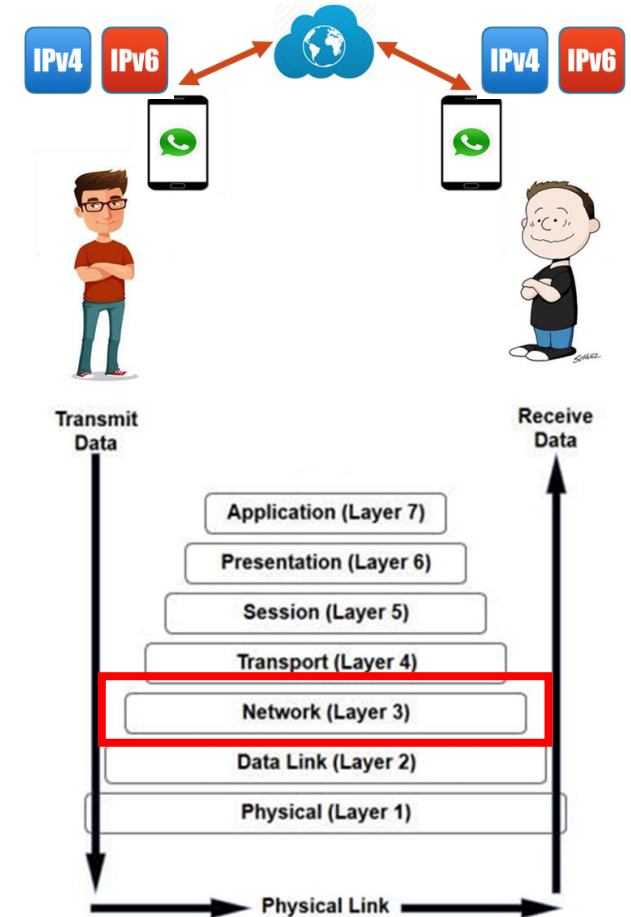 IPv4 IPv6
IPv4 IPv6
Transmit
Data
Receive
Data
Application (Layer 7)
Presentation (Layer 6)
Session (Layer 5)
Transport (Layer 4)
Network (Layer 3)
Data Link (Layer 2)
Physical (Layer 1)
Physical Link